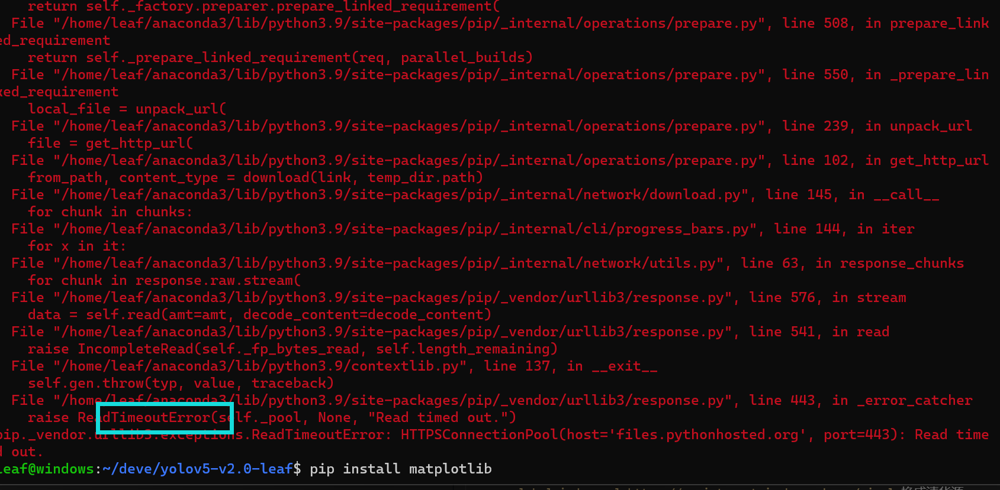 return self._factory.preparer.prepare_linked_requirement(
File "/home/leaf/anaconda3/lib/python3.9/site-packages/pip/_internal/operations/prepare.py", line 508, in prepare_link
ed_requirement
return self._prepare_linked_requirement(req, parallel_builds)
File "/home/leaf/anaconda3/lib/python3.9/site-packages/pip/_internal/operations/prepare.py", line 550, in _prepare_lin
ked_requirement
local_file = unpack_url(
File "/home/leaf/anaconda3/lib/python3.9/site-packages/pip/_internal/operations/prepare.py", line 239, in unpack_url
file = get_http_url(
File "/home/leaf/anaconda3/lib/python3.9/site-packages/pip/_internal/operations/prepare.py", line 102, in get_http_url
from_path, content_type = download(link, temp_dir.path)
File "/home/leaf/anaconda3/lib/python3.9/site-packages/pip/_internal/network/download.py", line 145, in __call__
for chunk in chunks:
File "/home/leaf/anaconda3/lib/python3.9/site-packages/pip/_internal/cli/progress_bars.py", line 144, in iter
for x in it:
File "/home/leaf/anaconda3/lib/python3.9/site-packages/pip/_internal/network/utils.py", line 63, in response_chunks
for chunk in response.raw.stream(
File "/home/leaf/anaconda3/lib/python3.9/site-packages/pip/_vendor/urllib3/response.py", line 576, in stream
data = self.read(amt=amt, decode_content=decode_content)
File "/home/leaf/anaconda3/lib/python3.9/site-packages/pip/_vendor/urllib3/response.py", line 541, in read
raise IncompleteRead(self._fp_bytes_read, self.length_remaining)
File "/home/leaf/anaconda3/lib/python3.9/contextlib.py", line 137, in __exit__
self.gen.throw(typ, value, traceback)
File "/home/leaf/anaconda3/lib/python3.9/site-packages/pip/_vendor/urllib3/response.py", line 443, in _error_catcher
raise ReadTimeoutError(self._pool, None, "Read timed out.")
pip._vendor.urllib3.exceptions.ReadTimeoutError: HTTPSConnectionPool(host='files.pythonhosted.org', port=443): Read time
d out.
leaf@windows:~/deve/yolov5-v2.0-leaf$ pip install matplotlib